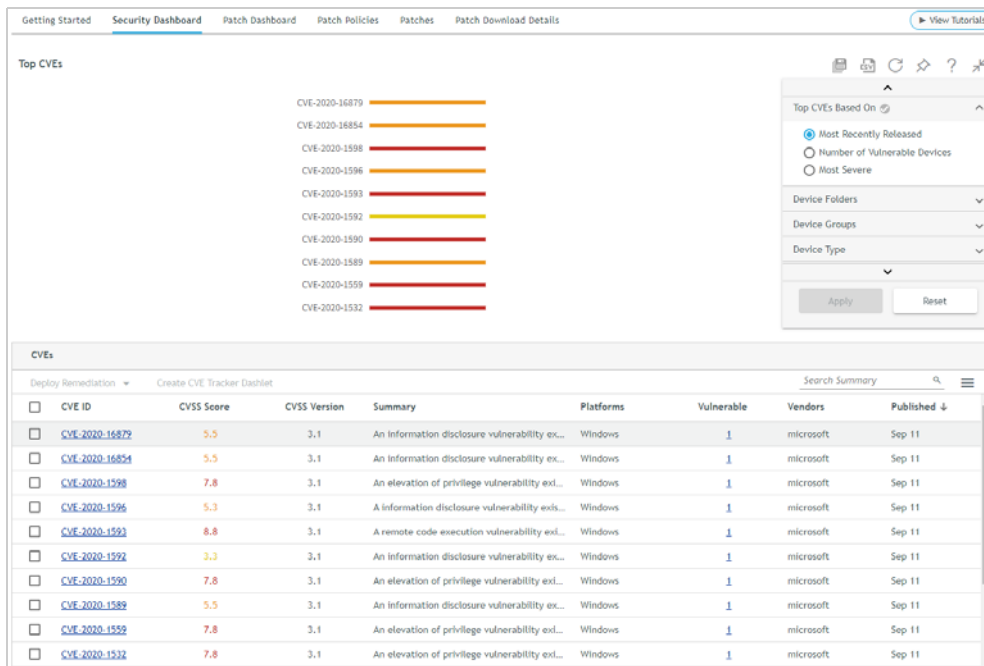 Getting Started Security Dashboard Patch Dashboard Patch Policies Patches Patch Download Details View Tutorials
Top CVEs
CSV ?
CVE-2020-16879
CVE-2020-16854
CVE-2020-1598
CVE-2020-1596
CVE-2020-1593
CVE-2020-1592
CVE-2020-1590
CVE-2020-1589
CVE-2020-1559
CVE-2020-1532
Top CVEs Based On
Most Recently Released
Number of Vulnerable Devices
Most Severe
Device Folders
Device Groups
Device Type
Apply Reset
CVEs
Deploy Remediation Create CVE Tracker Dashlet Search Summary
CVE ID CVSS Score CVSS Version Summary Platforms Vulnerable Vendors Published ↓
CVE-2020-16879 5.5 3.1 An information disclosure vulnerability ex... Windows 1 microsoft Sep 11
CVE-2020-16854 5.5 3.1 An information disclosure vulnerability ex... Windows 1 microsoft Sep 11
CVE-2020-1598 7.8 3.1 An elevation of privilege vulnerability exi... Windows 1 microsoft Sep 11
CVE-2020-1596 5.3 3.1 A information disclosure vulnerability exis... Windows 1 microsoft Sep 11
CVE-2020-1593 8.8 3.1 A remote code execution vulnerability exi... Windows 1 microsoft Sep 11
CVE-2020-1592 3.3 3.1 An information disclosure vulnerability ex... Windows 1 microsoft Sep 11
CVE-2020-1590 7.8 3.1 An elevation of privilege vulnerability exi... Windows 1 microsoft Sep 11
CVE-2020-1589 5.5 3.1 An information disclosure vulnerability ex... Windows 1 microsoft Sep 11
CVE-2020-1559 7.8 3.1 An elevation of privilege vulnerability exi... Windows 1 microsoft Sep 11
CVE-2020-1532 7.8 3.1 An elevation of privilege vulnerability exi... Windows 1 microsoft Sep 11